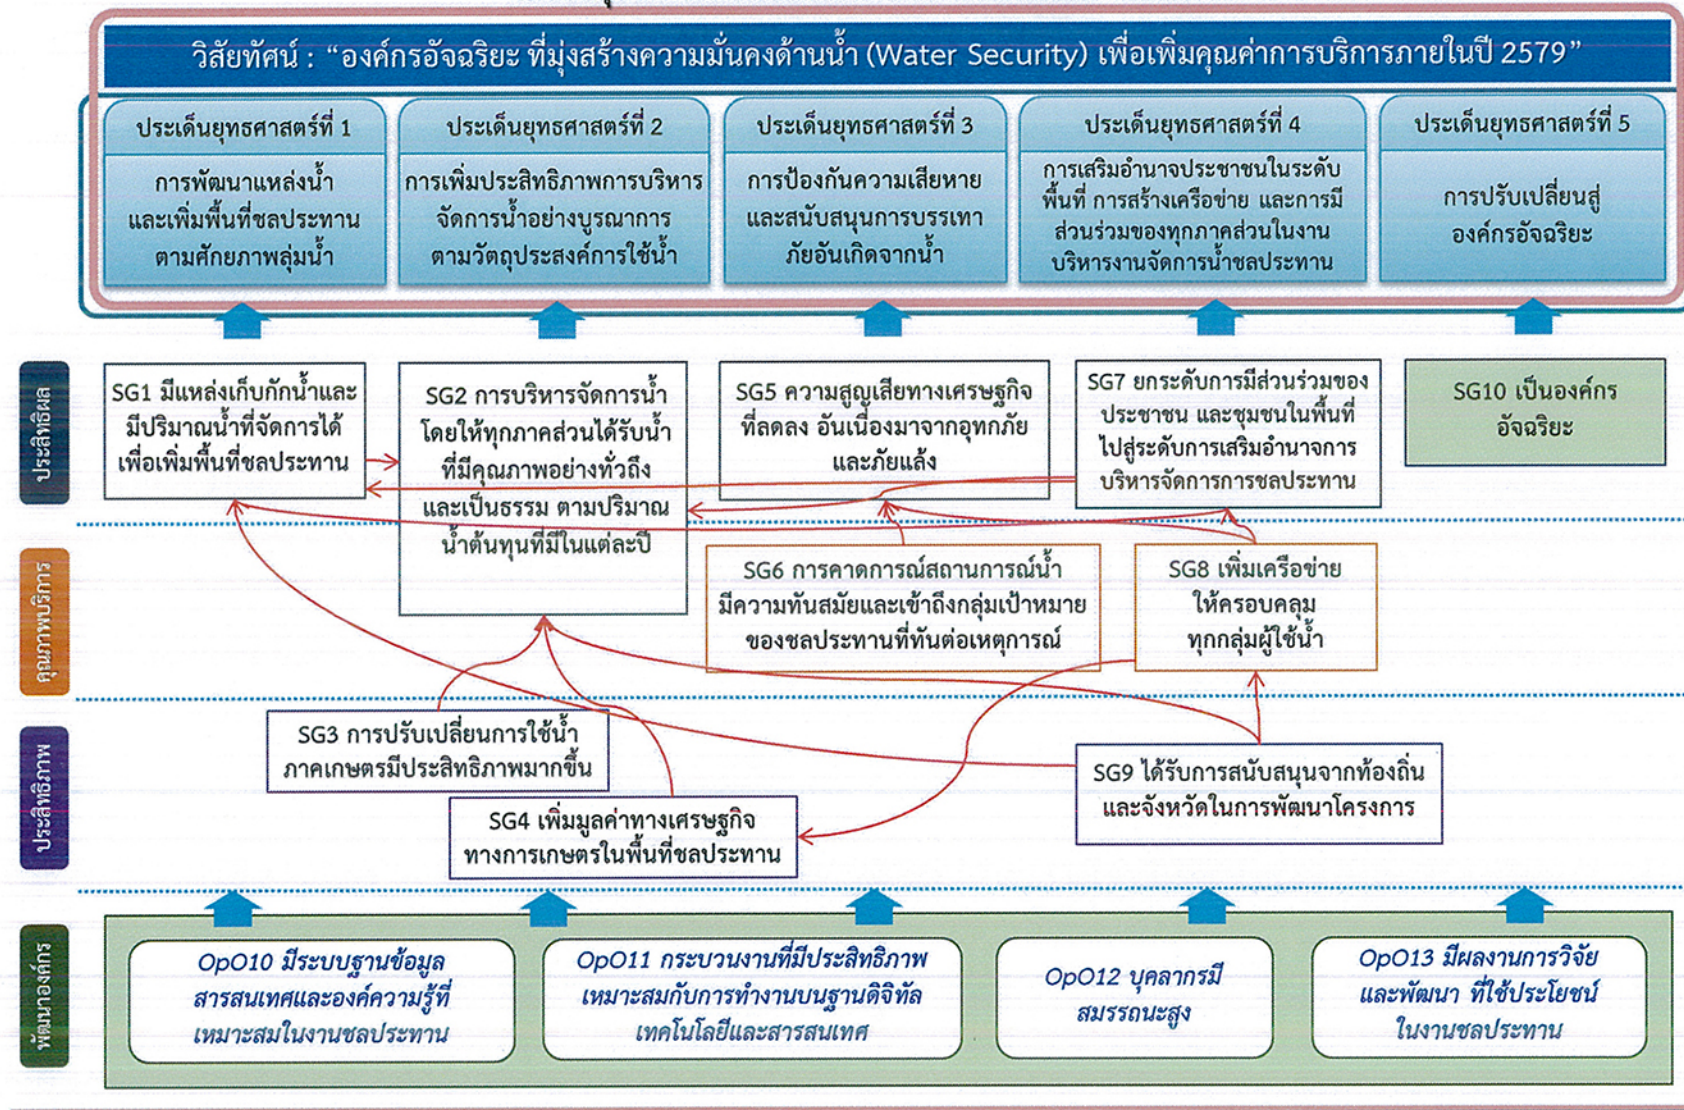 วิสัยทัศน์ : “องค์กรอัจฉริยะ ที่มุ่งสร้างความมั่นคงด้านน้ำ (Water Security) เพื่อเพิ่มคุณค่าการบริการภายในปี 2579”
ประเด็นยุทธศาสตร์ที่ 1
การพัฒนาแหล่งน้ำ
และเพิ่มพื้นที่ชลประทาน
ตามศักยภาพลุ่มน้ำ
ประเด็นยุทธศาสตร์ที่ 2
การเพิ่มประสิทธิภาพการบริหาร
จัดการน้ำอย่างบูรณาการ
ตามวัตถุประสงค์การใช้น้ำ
ประเด็นยุทธศาสตร์ที่ 3
การป้องกันความเสียหาย
และสนับสนุนการบรรเทา
ภัยอันเกิดจากน้ำ
ประเด็นยุทธศาสตร์ที่ 4
การเสริมอำนาจประชาชนในระดับ
พื้นที่ การสร้างเครือข่าย และการมี
ส่วนร่วมของทุกภาคส่วนในงาน
บริหารงานจัดการน้ำชลประทาน
ประเด็นยุทธศาสตร์ที่ 5
การปรับเปลี่ยนสู่
องค์กรอัจฉริยะ
ประสิทธิผล
SG1 มีแหล่งเก็บกักน้ำและ
มีปริมาณน้ำที่จัดการได้
เพื่อเพิ่มพื้นที่ชลประทาน
SG2 การบริหารจัดการน้ำ
โดยให้ทุกภาคส่วนได้รับน้ำ
ที่มีคุณภาพอย่างทั่วถึง
และเป็นธรรม ตามปริมาณ
น้ำต้นทุนที่มีในแต่ละปี
SG5 ความสูญเสียทางเศรษฐกิจ
ที่ลดลง อันเนื่องมาจากอุทกภัย
และภัยแล้ง
SG7 ยกระดับการมีส่วนร่วมของ
ประชาชน และชุมชนในพื้นที่
ไปสู่ระดับการเสริมอำนาจการ
บริหารจัดการการชลประทาน
SG10 เป็นองค์กร
อัจฉริยะ
คุณภาพบริการ
SG6 การคาดการณ์สถานการณ์น้ำ
มีความทันสมัยและเข้าถึงกลุ่มเป้าหมาย
ของชลประทานที่ทันต่อเหตุการณ์
SG8 เพิ่มเครือข่าย
ให้ครอบคลุม
ทุกกลุ่มผู้ใช้น้ำ
ประสิทธิภาพ
SG3 การปรับเปลี่ยนการใช้น้ำ
ภาคเกษตรมีประสิทธิภาพมากขึ้น
SG4 เพิ่มมูลค่าทางเศรษฐกิจ
ทางการเกษตรในพื้นที่ชลประทาน
SG9 ได้รับการสนับสนุนจากท้องถิ่น
และจังหวัดในการพัฒนาโครงการ
พัฒนาองค์กร
OpO10 มีระบบฐานข้อมูล
สารสนเทศและองค์ความรู้ที่
เหมาะสมในงานชลประทาน
OpO11 กระบวนงานที่มีประสิทธิภาพ
เหมาะสมกับการทำงานบนฐานดิจิทัล
เทคโนโลยีและสารสนเทศ
OpO12 บุคลากรมี
สมรรถนะสูง
OpO13 มีผลงานการวิจัย
และพัฒนา ที่ใช้ประโยชน์
ในงานชลประทาน